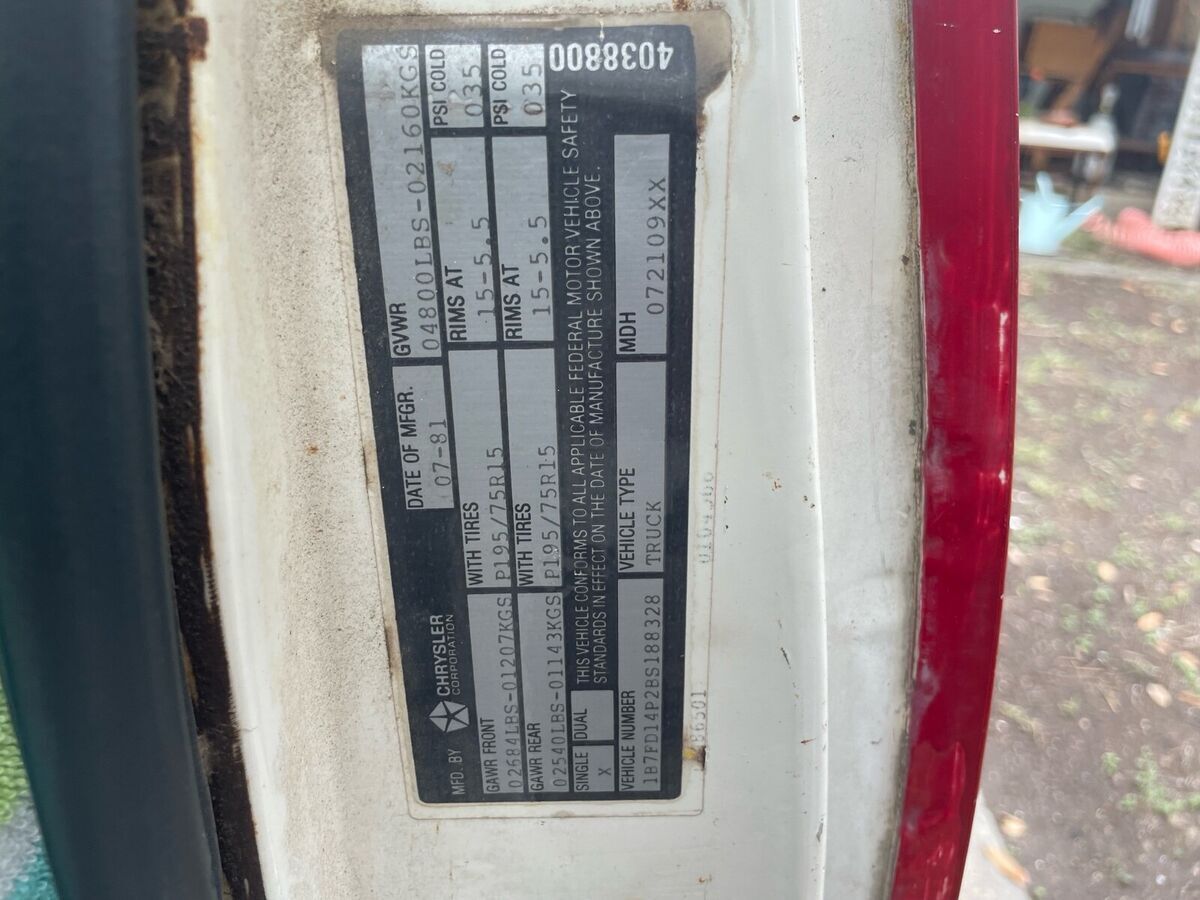 4038800
MFD. BY CHRYSLER CORPORATION
DATE OF MFGR. GVWR
07-81 04800LBS-02160KGS
GAWR FRONT WITH TIRES RIMS AT PSI COLD
02684LBS-01207KGS P195/75R15 15-5.5 035
GAWR REAR WITH TIRES RIMS AT PSI COLD
02540LBS-01143KGS P195/75R15 15-5.5 035
SINGLE DUAL
X
THIS VEHICLE CONFORMS TO ALL APPLICABLE FEDERAL MOTOR VEHICLE SAFETY
STANDARDS IN EFFECT ON THE DATE OF MANUFACTURE SHOWN ABOVE.
VEHICLE NUMBER VEHICLE TYPE MDH
1B7FD14P2BS188328 TRUCK 072109XX